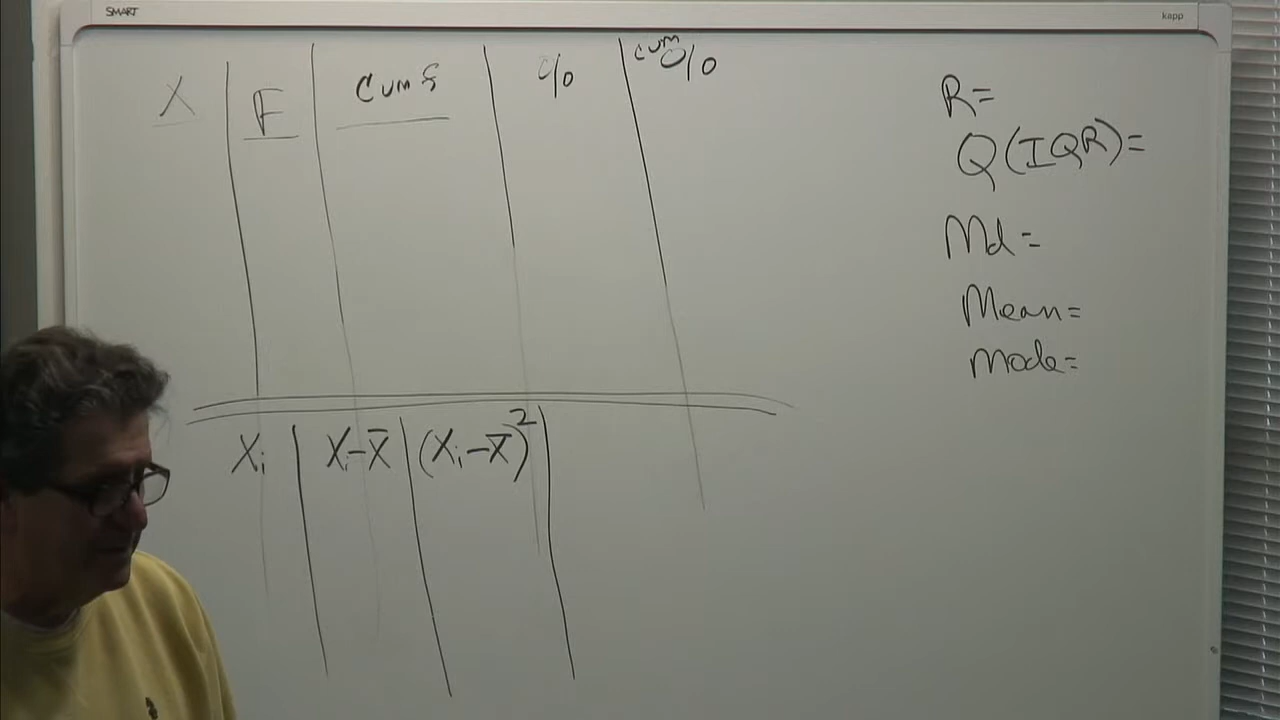 SMART
kapp
X F Cum f % cum %
R=
Q(IQR)=
Md=
Mean=
Mode=
Xi Xi-X̄ (Xi-X̄)²